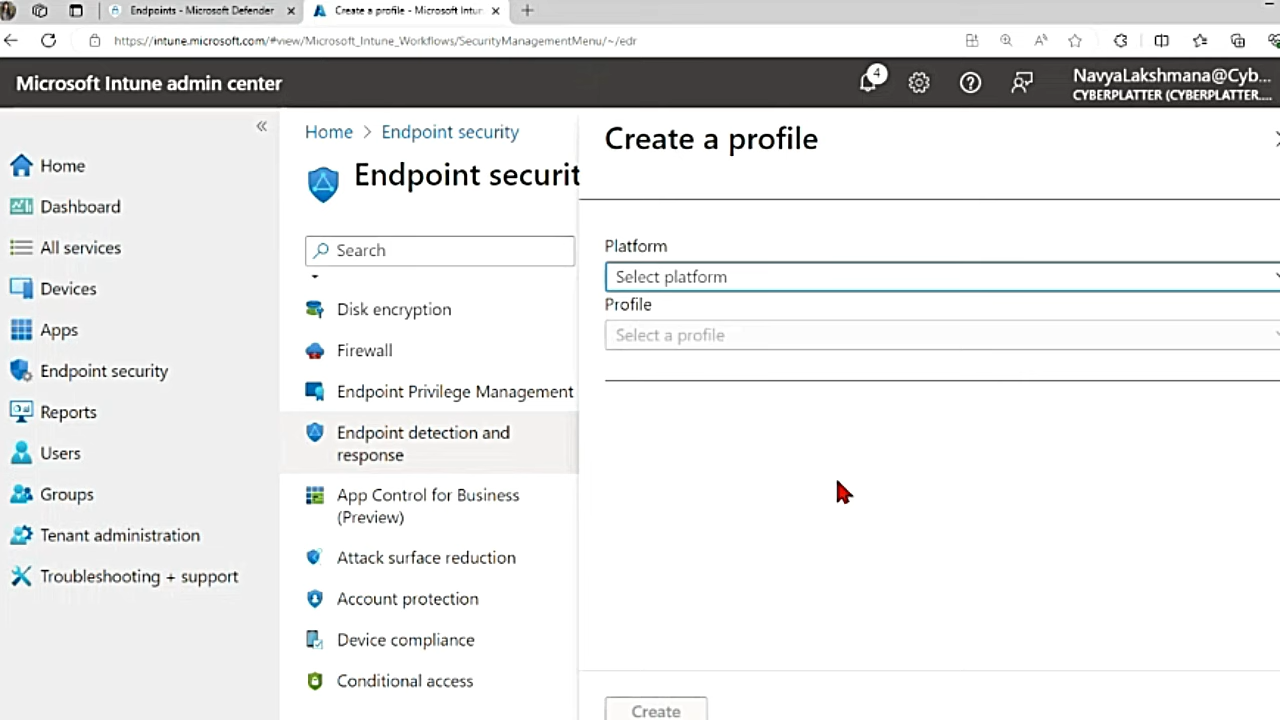 Endpoints - Microsoft Defender
Create a profile - Microsoft Intun
https://intune.microsoft.com/#view/Microsoft_Intune_Workflows/SecurityManagementMenu/~/edr
Microsoft Intune admin center
4
NavyaLakshmana@Cyb...
CYBERPLATTER (CYBERPLATTER....
Home
Dashboard
All services
Devices
Apps
Endpoint security
Reports
Users
Groups
Tenant administration
Troubleshooting + support
Home > Endpoint security
Endpoint securit
Search
Disk encryption
Firewall
Endpoint Privilege Management
Endpoint detection and
response
App Control for Business
(Preview)
Attack surface reduction
Account protection
Device compliance
Conditional access
Create a profile
Platform
Select platform
Profile
Select a profile
Create